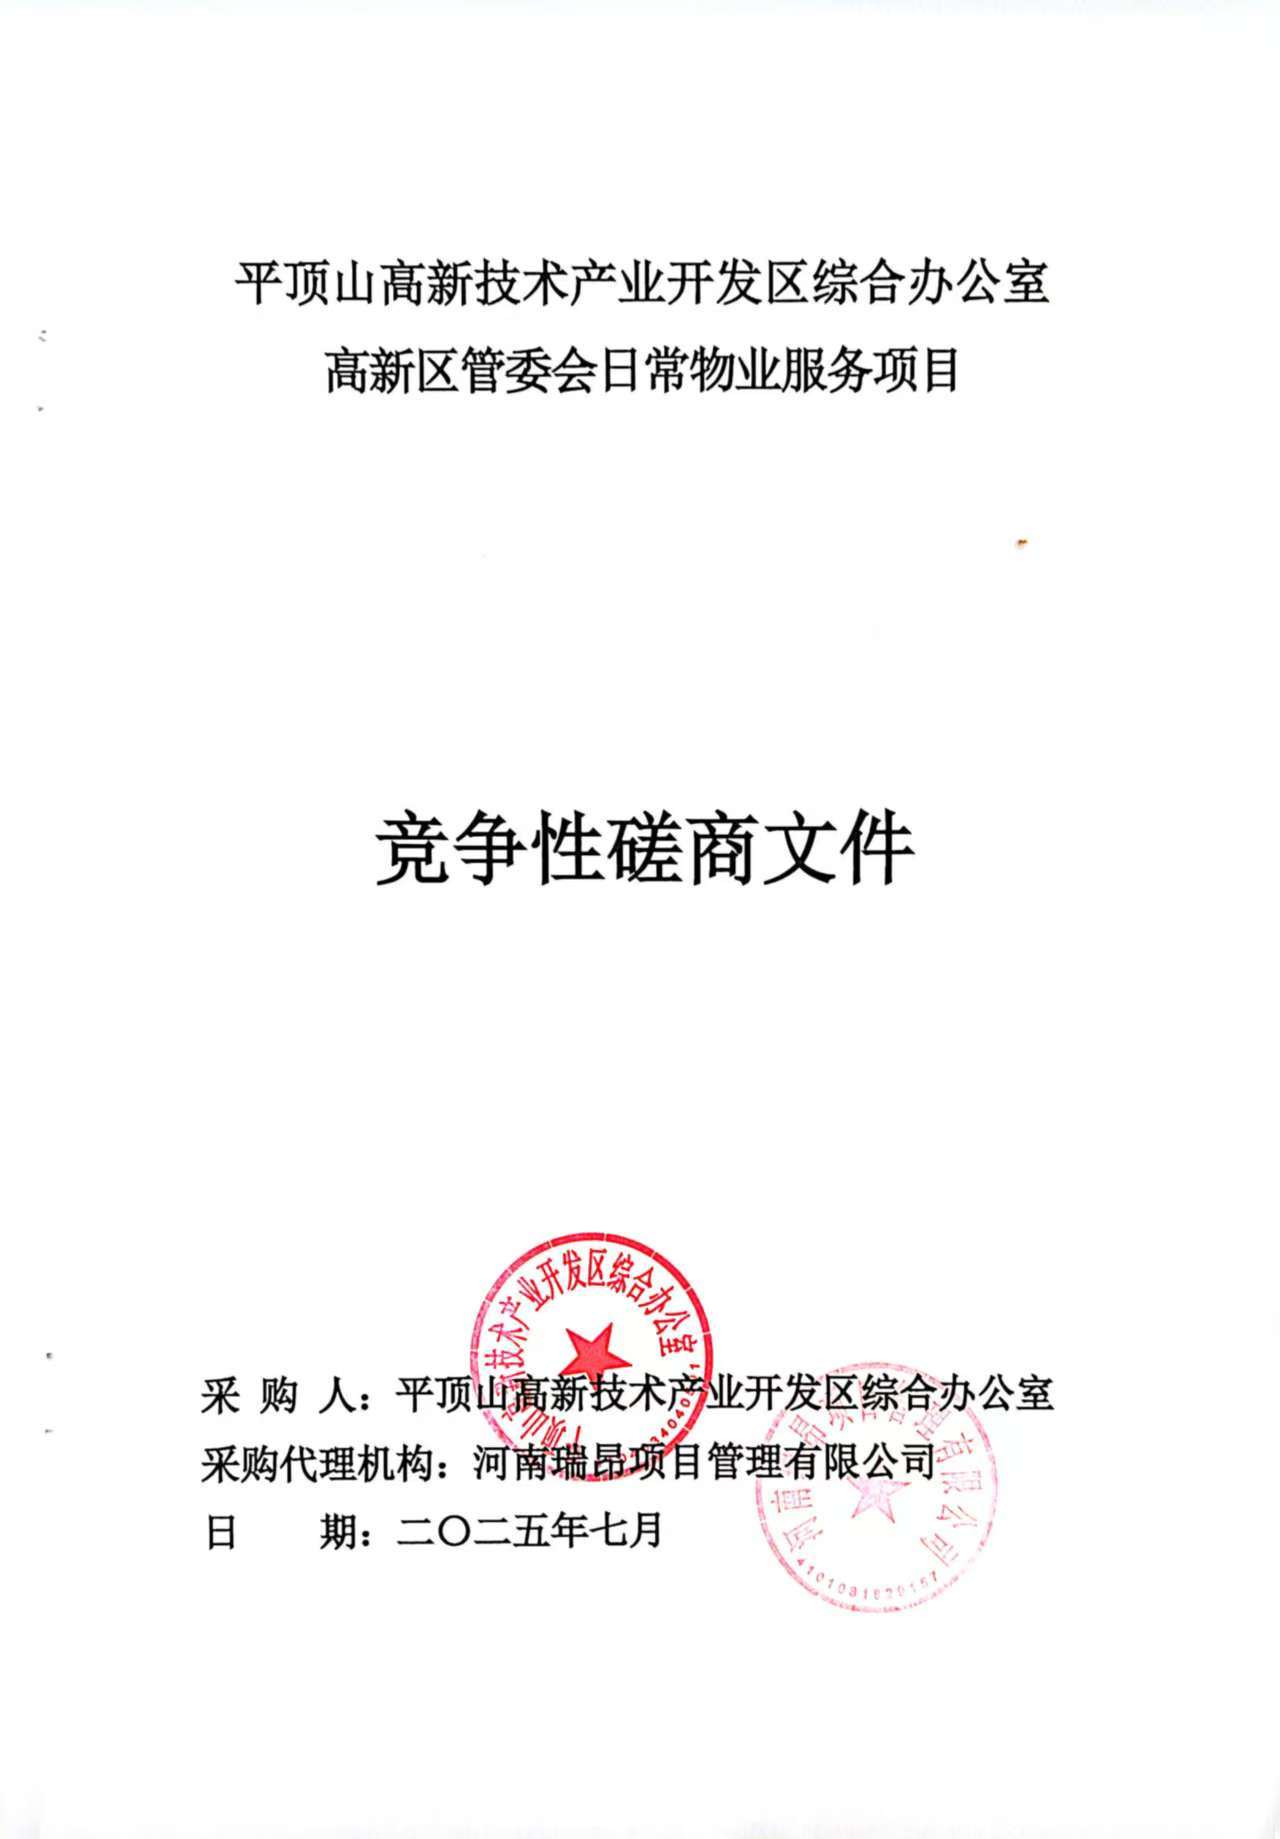 平顶山高新技术产业开发区综合办公室
高新区管委会日常物业服务项目
竞争性磋商文件
采 购 人：平顶山高新技术产业开发区综合办公室
采购代理机构：河南瑞昂项目管理有限公司
日 期：二〇二五年七月
平顶山高新技术产业开发区综合办公室
有限公司